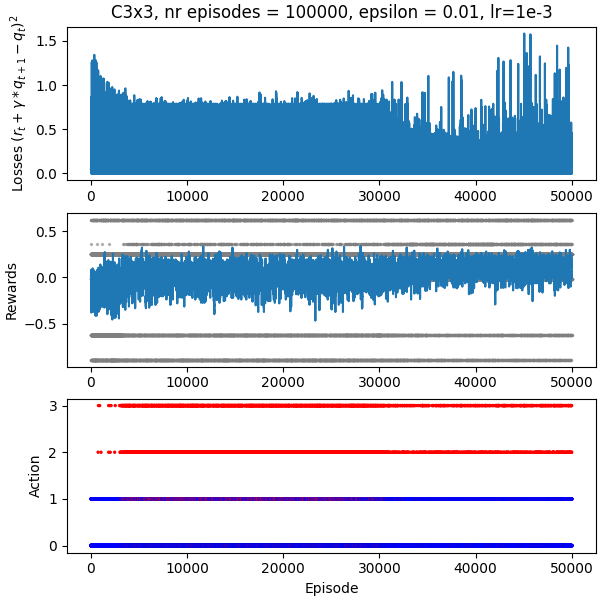 C3x3, nr episodes = 100000, epsilon = 0.01, lr=1e-3
Losses $(r_t + \gamma * q_{t+1} - q_t)^2$
1.5
1.0
0.5
0.0
0 10000 20000 30000 40000 50000
Rewards
0.5
0.0
−0.5
0 10000 20000 30000 40000 50000
Action
3
2
1
0
0 10000 20000 30000 40000 50000
Episode